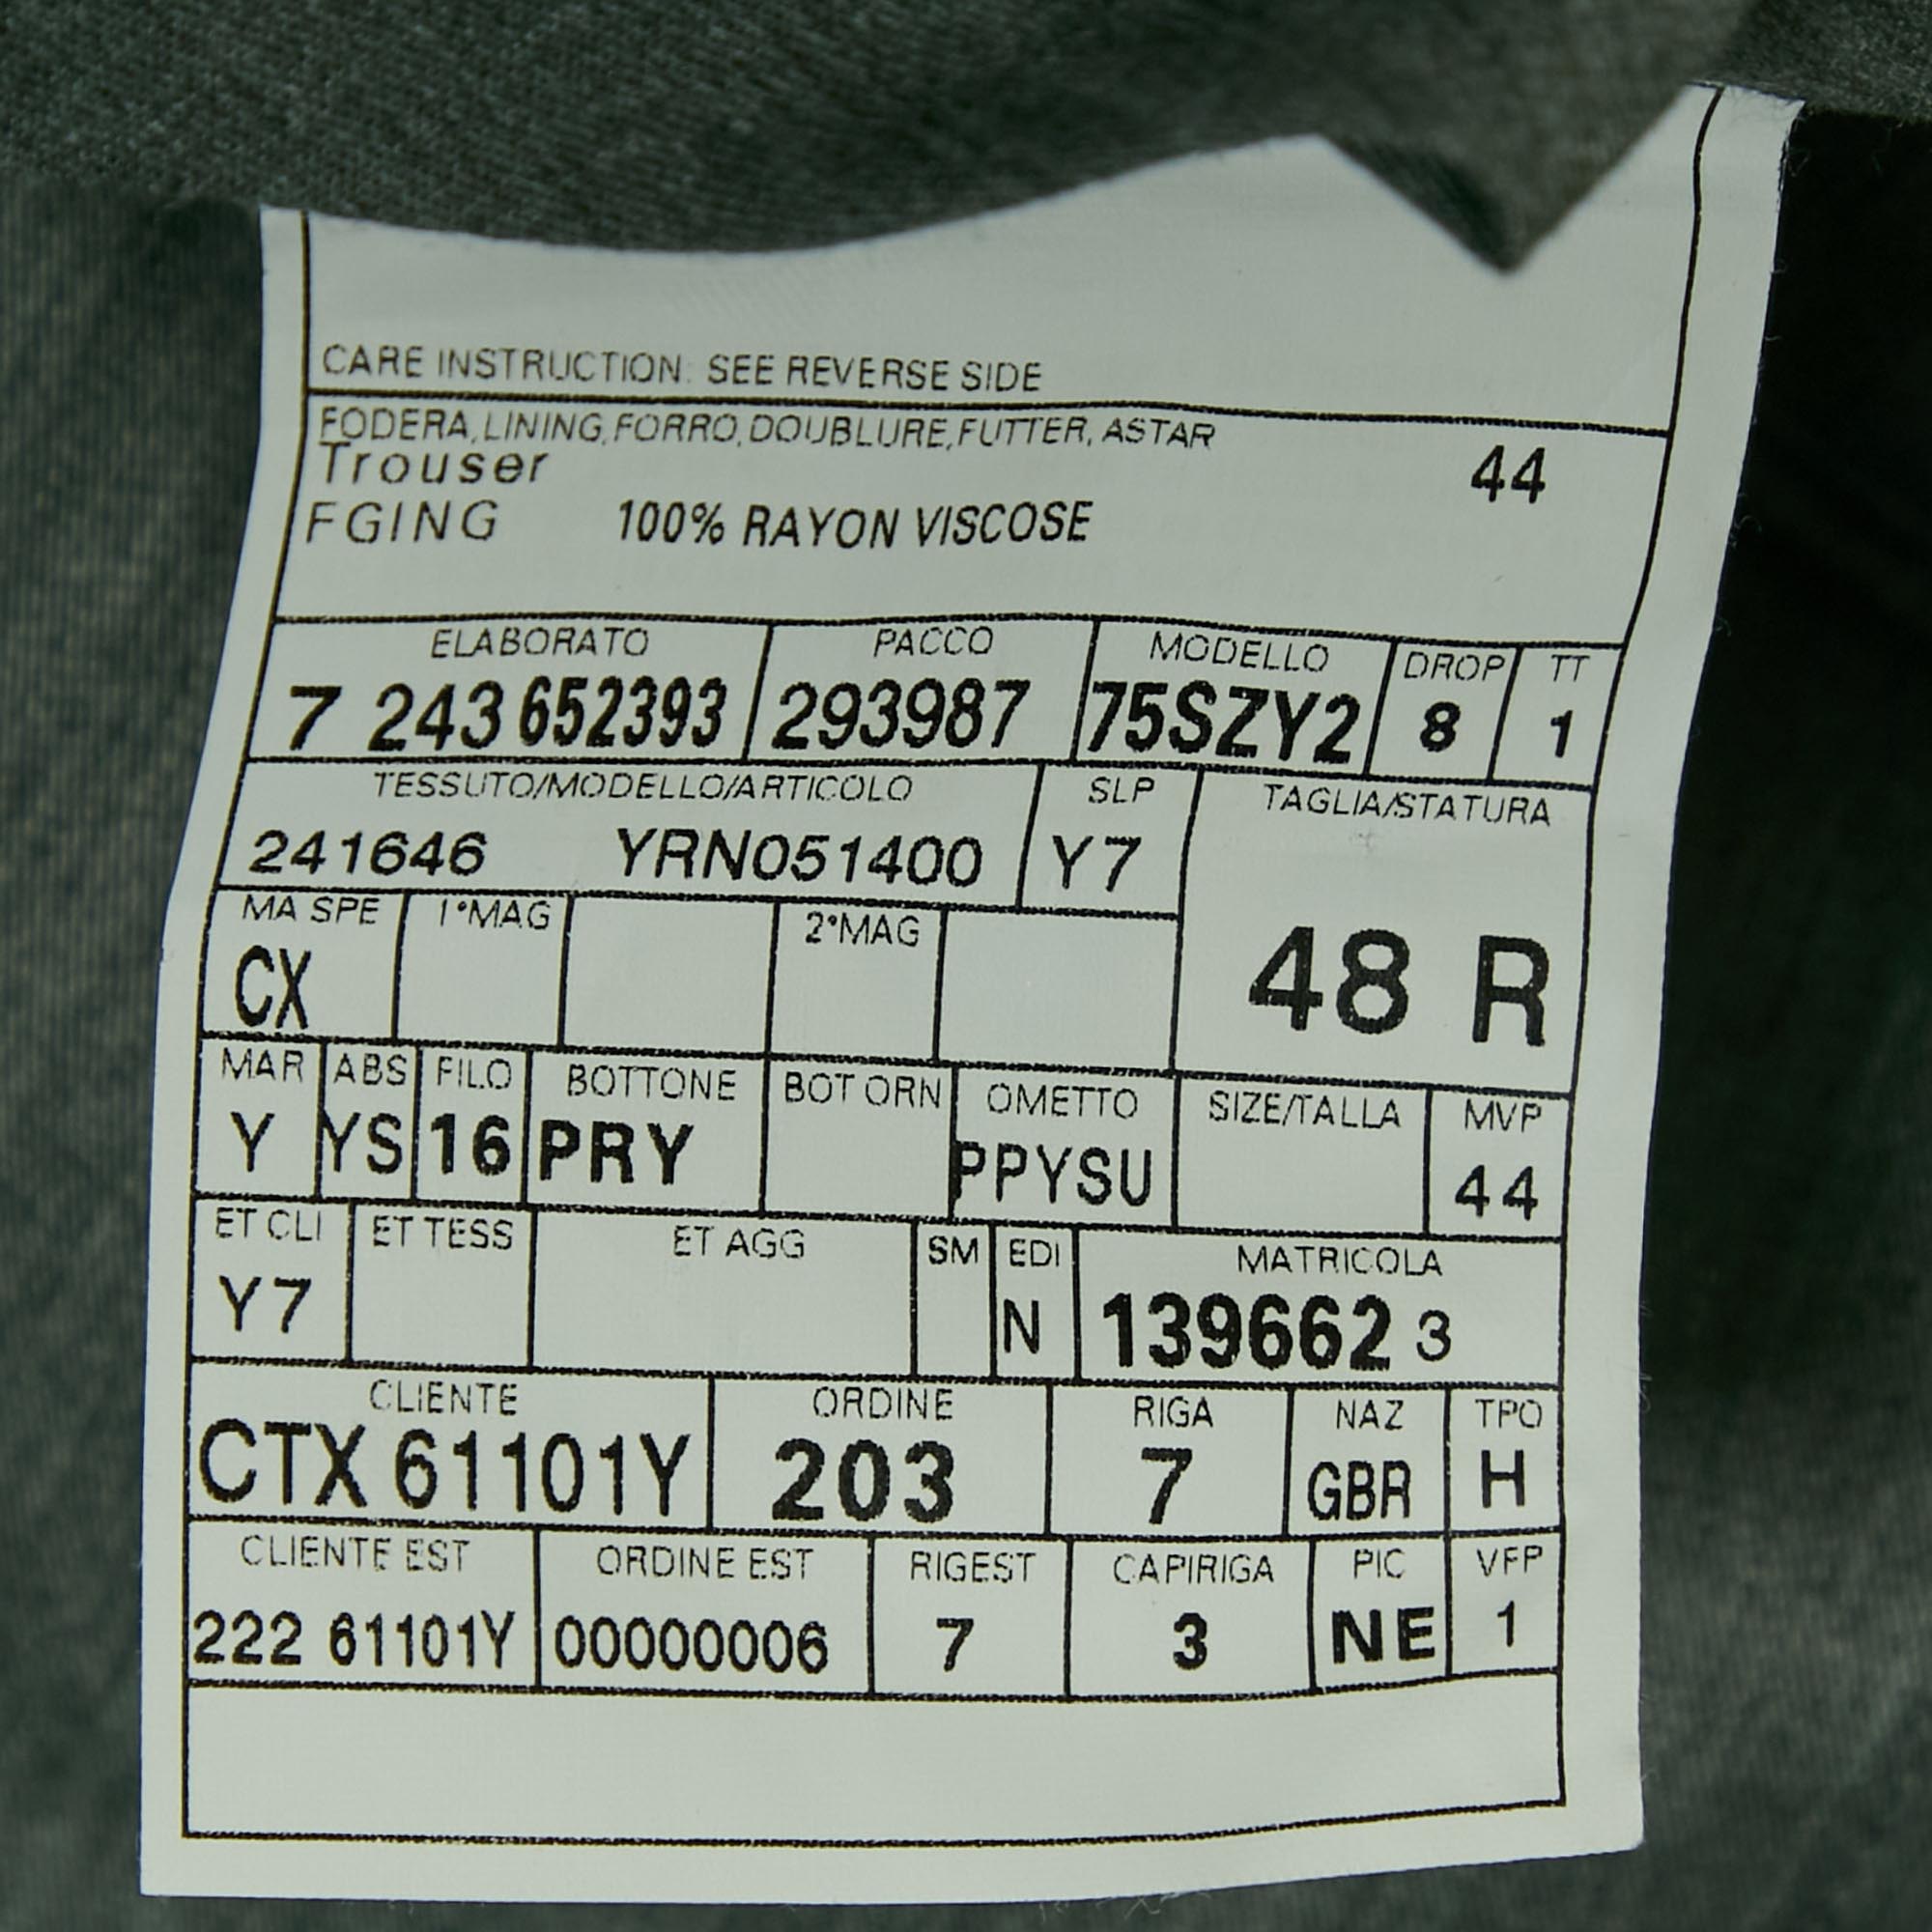 CARE INSTRUCTION: SEE REVERSE SIDE
FODERA, LINING, FORRO, DOUBLURE, FUTTER, ASTAR
Trouser 44
FGING 100% RAYON VISCOSE
ELABORATO PACCO MODELLO DROP TT
7 243 652393 293987 75SZY2 8 1
TESSUTO/MODELLO/ARTICOLO SLP TAGLIA/STATURA
241646 YRN051400 Y7
48 R
MA SPE 1°MAG 2°MAG
CX
MAR ABS FILO BOTTONE BOT ORN OMETTO SIZE/TALLA MVP
Y YS 16 PRY PPYSU 44
ET CLI ET TESS ET AGG SM EDI MATRICOLA
Y7 N 139662 3
CLIENTE ORDINE RIGA NAZ TPO
CTX 61101Y 203 7 GBR H
CLIENTE EST ORDINE EST RIGEST CAPIRIGA PIC VFP
222 61101Y 00000006 7 3 NE 1